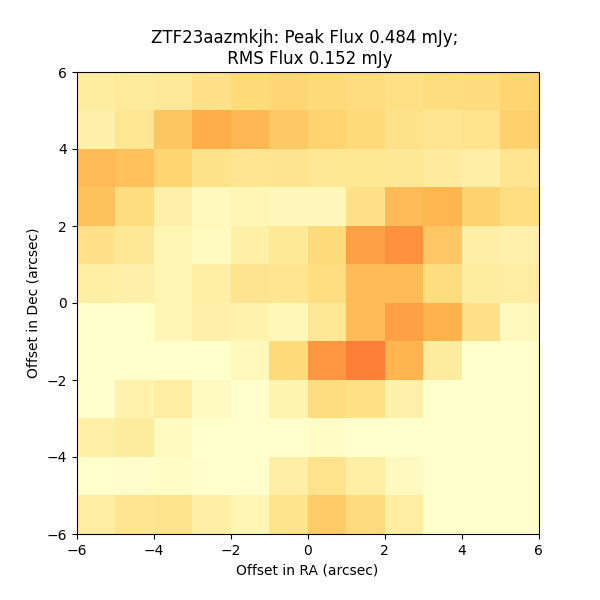 ZTF23aazmkjh: Peak Flux 0.484 mJy;
RMS Flux 0.152 mJy
6
4
2
0
−2
−4
−6
Offset in Dec (arcsec)
−6 −4 −2 0 2 4 6
Offset in RA (arcsec)